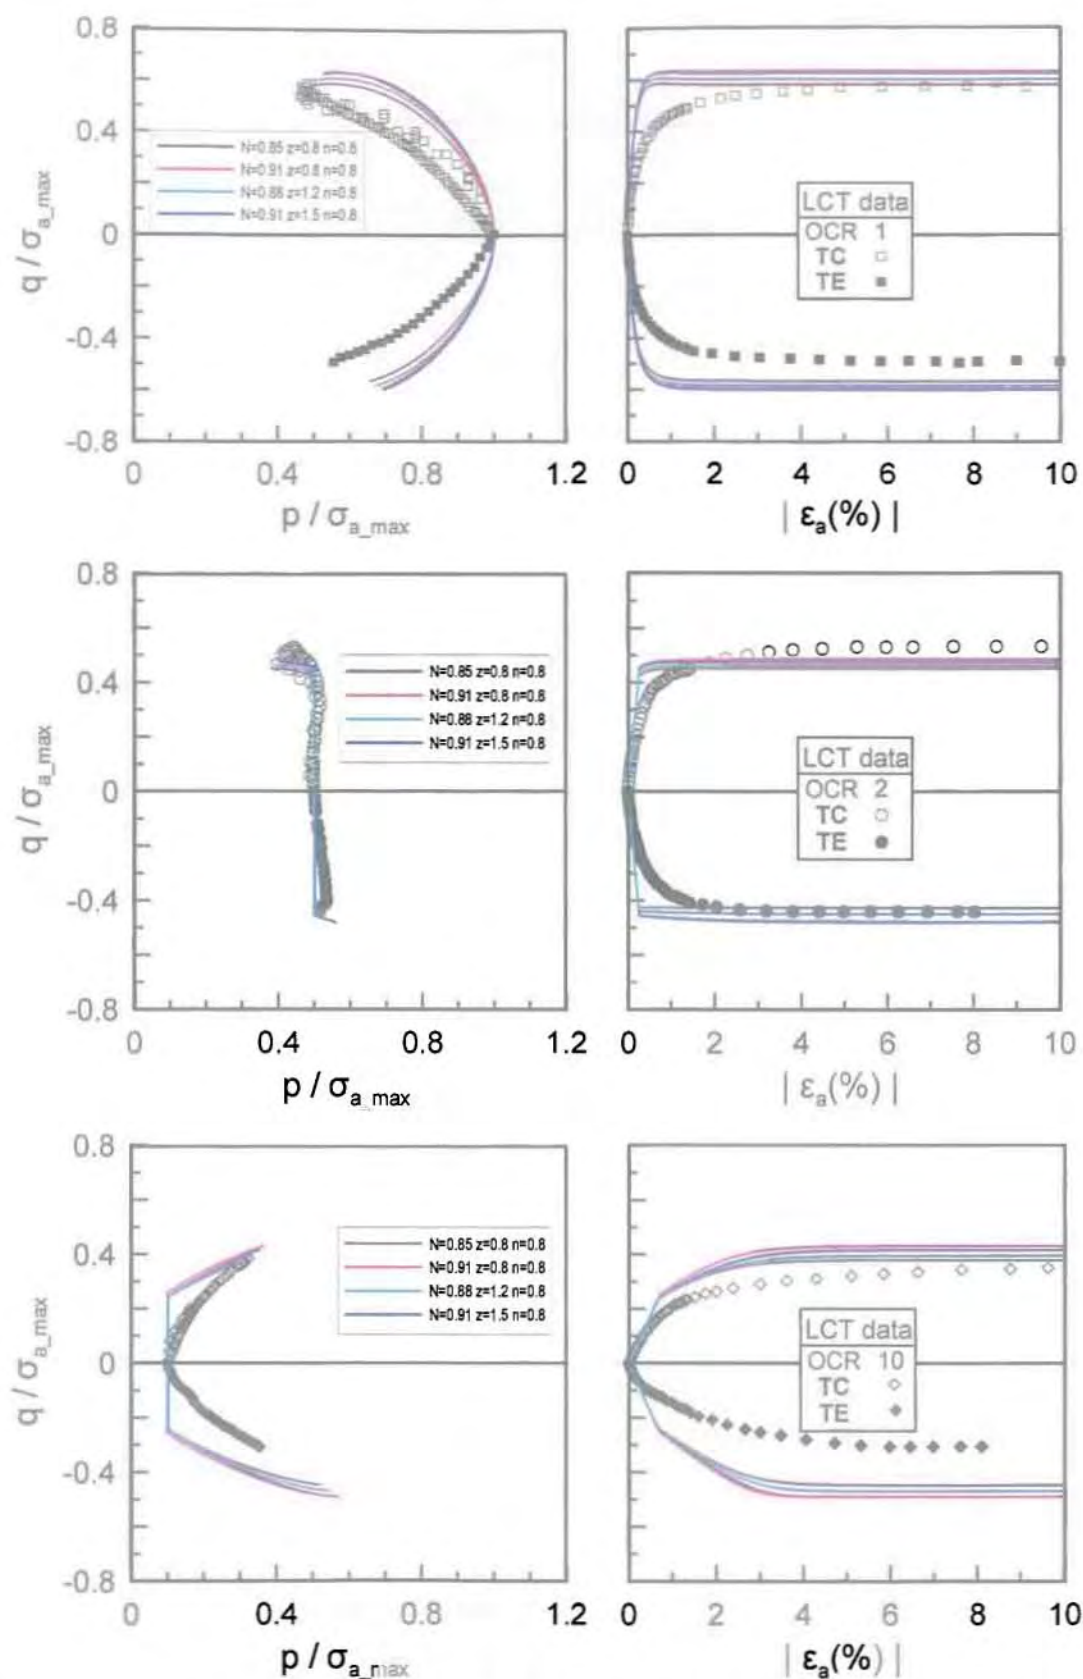 0.8
0.4
0
-0.4
-0.8
q / σa_max
N=0.85 z=0.8 n=0.8
N=0.91 z=0.8 n=0.8
N=0.88 z=1.2 n=0.8
N=0.91 z=1.5 n=0.8
0 0.4 0.8 1.2
p / σa_max
LCT data
OCR 1
TC
TE
0 2 4 6 8 10
| εa(%) |
0.8
0.4
0
-0.4
-0.8
q / σa_max
N=0.85 z=0.8 n=0.8
N=0.91 z=0.8 n=0.8
N=0.88 z=1.2 n=0.8
N=0.91 z=1.5 n=0.8
0 0.4 0.8 1.2
p / σa_max
LCT data
OCR 2
TC
TE
0 2 4 6 8 10
| εa(%) |
0.8
0.4
0
-0.4
-0.8
q / σa_max
N=0.85 z=0.8 n=0.8
N=0.91 z=0.8 n=0.8
N=0.88 z=1.2 n=0.8
N=0.91 z=1.5 n=0.8
0 0.4 0.8 1.2
p / σa_max
LCT data
OCR 10
TC
TE
0 2 4 6 8 10
| εa(%) |